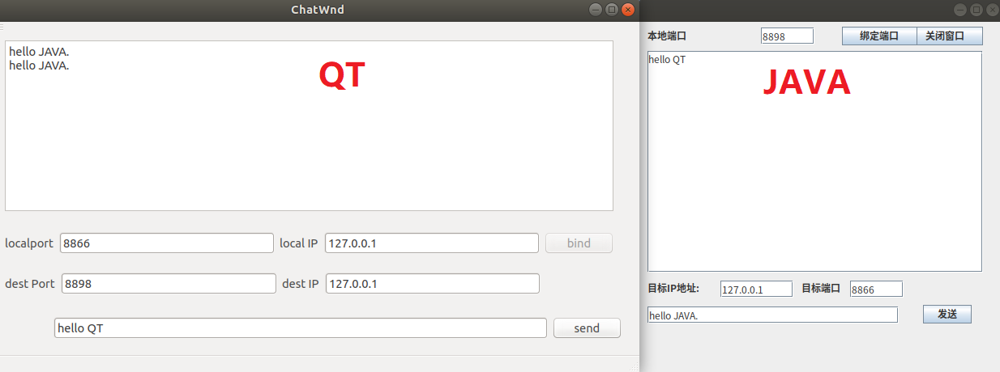 ChatWnd
hello JAVA.
hello JAVA.
QT
localport 8866 local IP 127.0.0.1 bind
dest Port 8898 dest IP 127.0.0.1
hello QT send
本地端口 8898 绑定端口 关闭窗口
hello QT
JAVA
目标IP地址: 127.0.0.1 目标端口 8866
hello JAVA. 发送